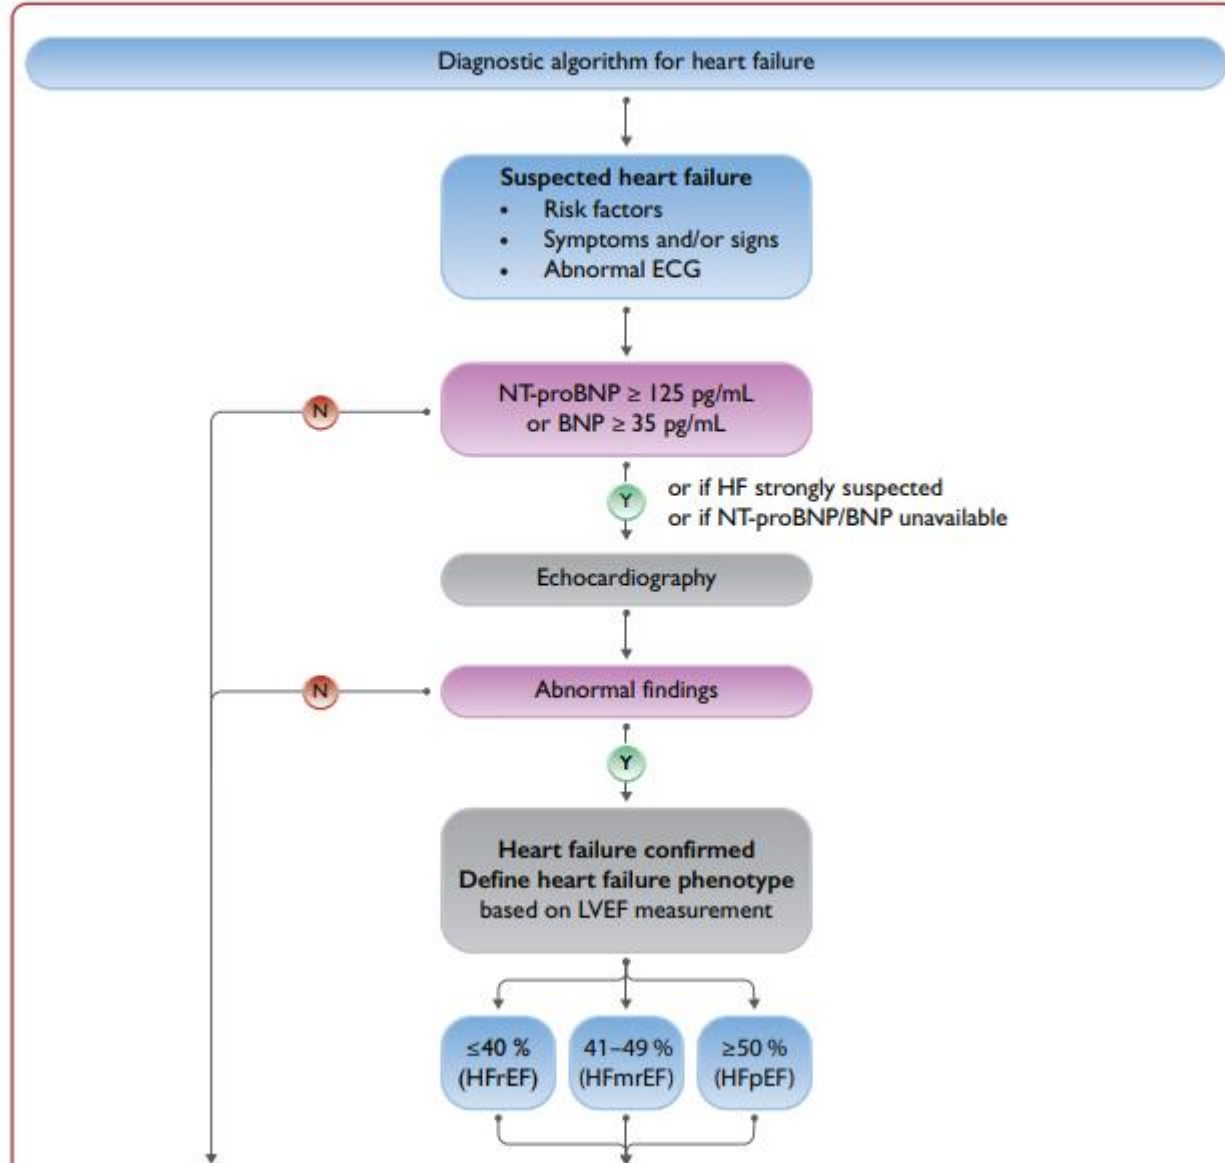 Diagnostic algorithm for heart failure
Suspected heart failure
• Risk factors
• Symptoms and/or signs
• Abnormal ECG
N
NT-proBNP ≥ 125 pg/mL
or BNP ≥ 35 pg/mL
Y
or if HF strongly suspected
or if NT-proBNP/BNP unavailable
Echocardiography
N
Abnormal findings
Y
Heart failure confirmed
Define heart failure phenotype
based on LVEF measurement
≤40 %
(HFrEF)
41–49 %
(HFmrEF)
≥50 %
(HFpEF)